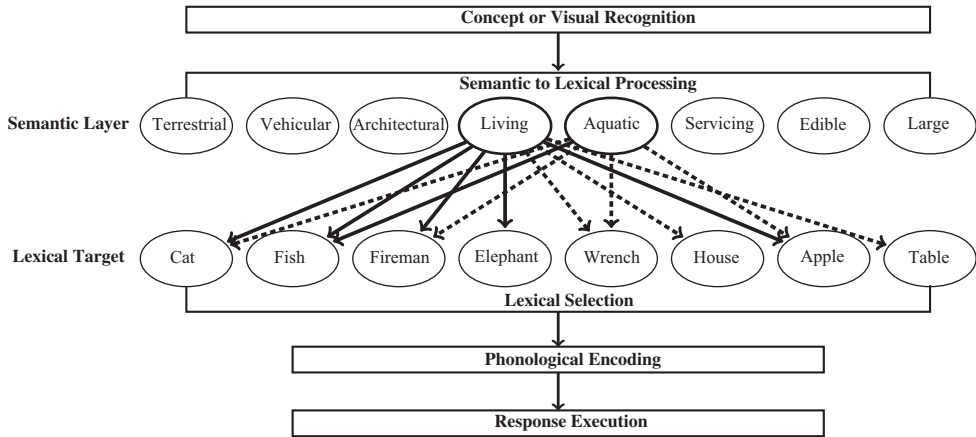 Concept or Visual Recognition
Semantic to Lexical Processing
Semantic Layer Terrestrial Vehicular Architectural Living Aquatic Servicing Edible Large
Lexical Target Cat Fish Fireman Elephant Wrench House Apple Table
Lexical Selection
Phonological Encoding
Response Execution